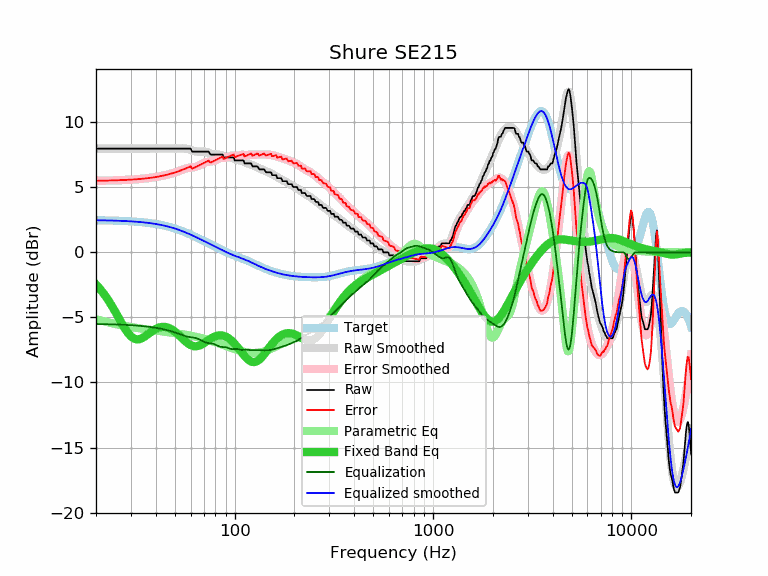 Shure SE215
Amplitude (dBr)
10
5
0
−5
−10
−15
−20
Target
Raw Smoothed
Error Smoothed
Raw
Error
Parametric Eq
Fixed Band Eq
Equalization
Equalized smoothed
100
1000
10000
Frequency (Hz)